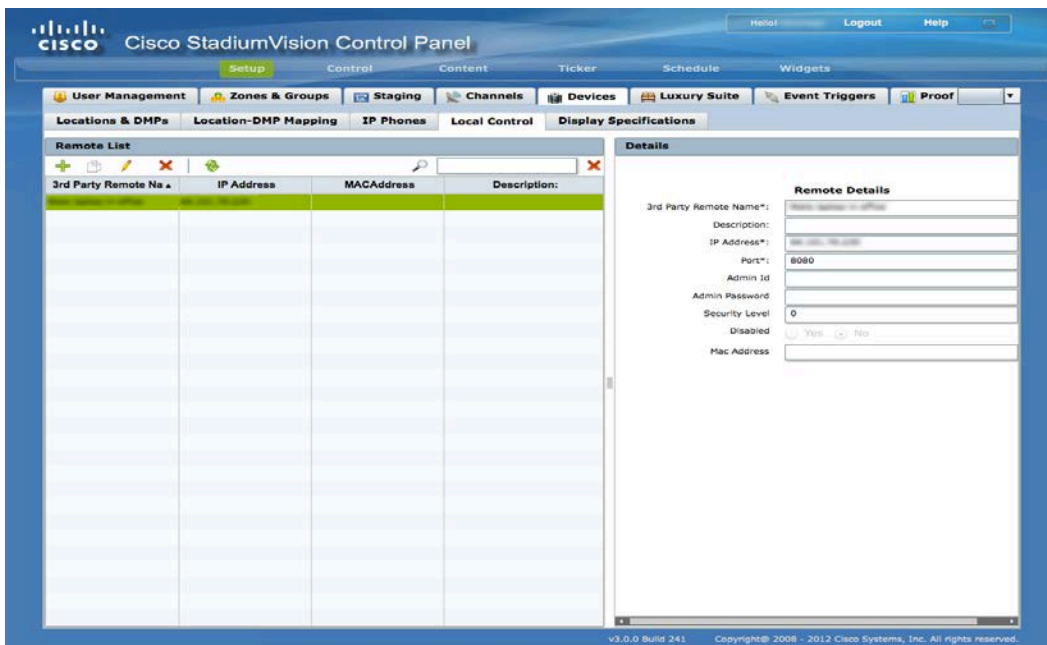 Hello! Logout Help
CISCO Cisco StadiumVision Control Panel
Setup Control Content Ticker Schedule Widgets
User Management Zones & Groups Staging Channels Devices Luxury Suite Event Triggers Proof
Locations & DMPs Location-DMP Mapping IP Phones Local Control Display Specifications
Remote List
3rd Party Remote Na IP Address MACAddress Description:
Details
Remote Details
3rd Party Remote Name*:
Description:
IP Address*:
Port*: 8080
Admin Id
Admin Password
Security Level 0
Disabled Yes No
Mac Address
v3.0.0 Build 241 Copyright© 2008 - 2012 Cisco Systems, Inc. All rights reserved.